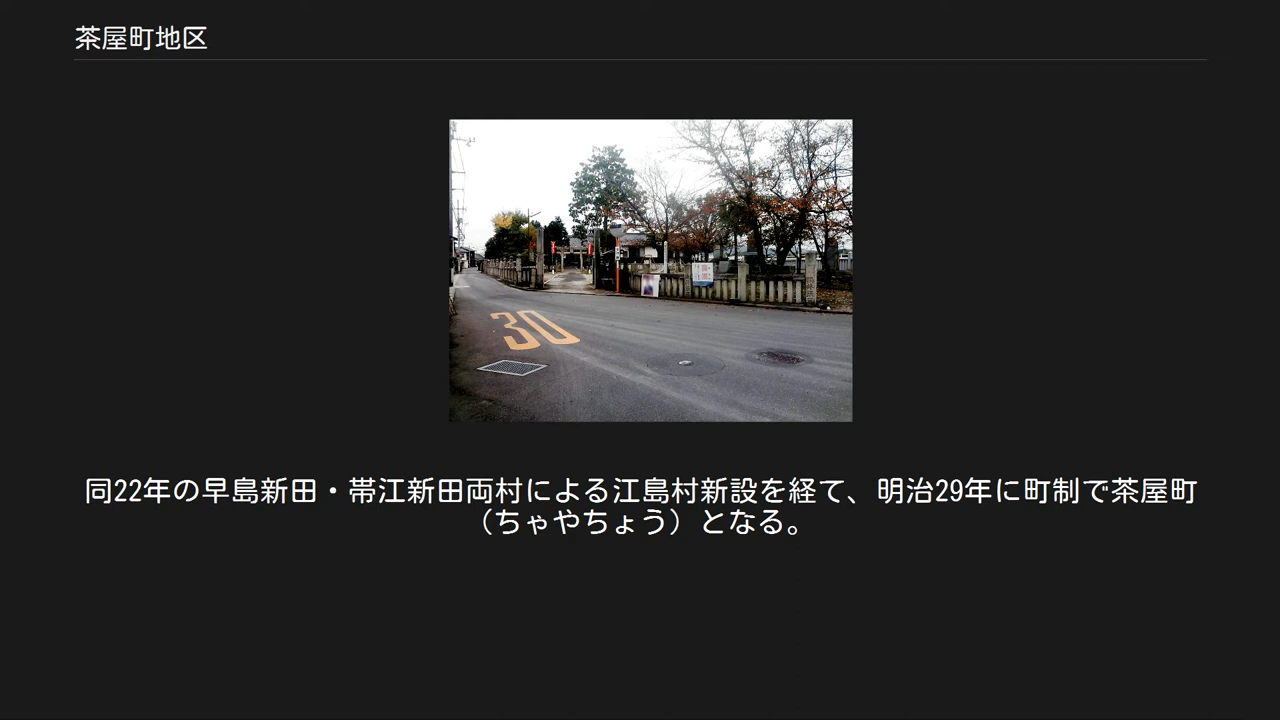 茶屋町地区
30
同22年の早島新田・帯江新田両村による江島村新設を経て、明治29年に町制で茶屋町
（ちゃやちょう）となる。